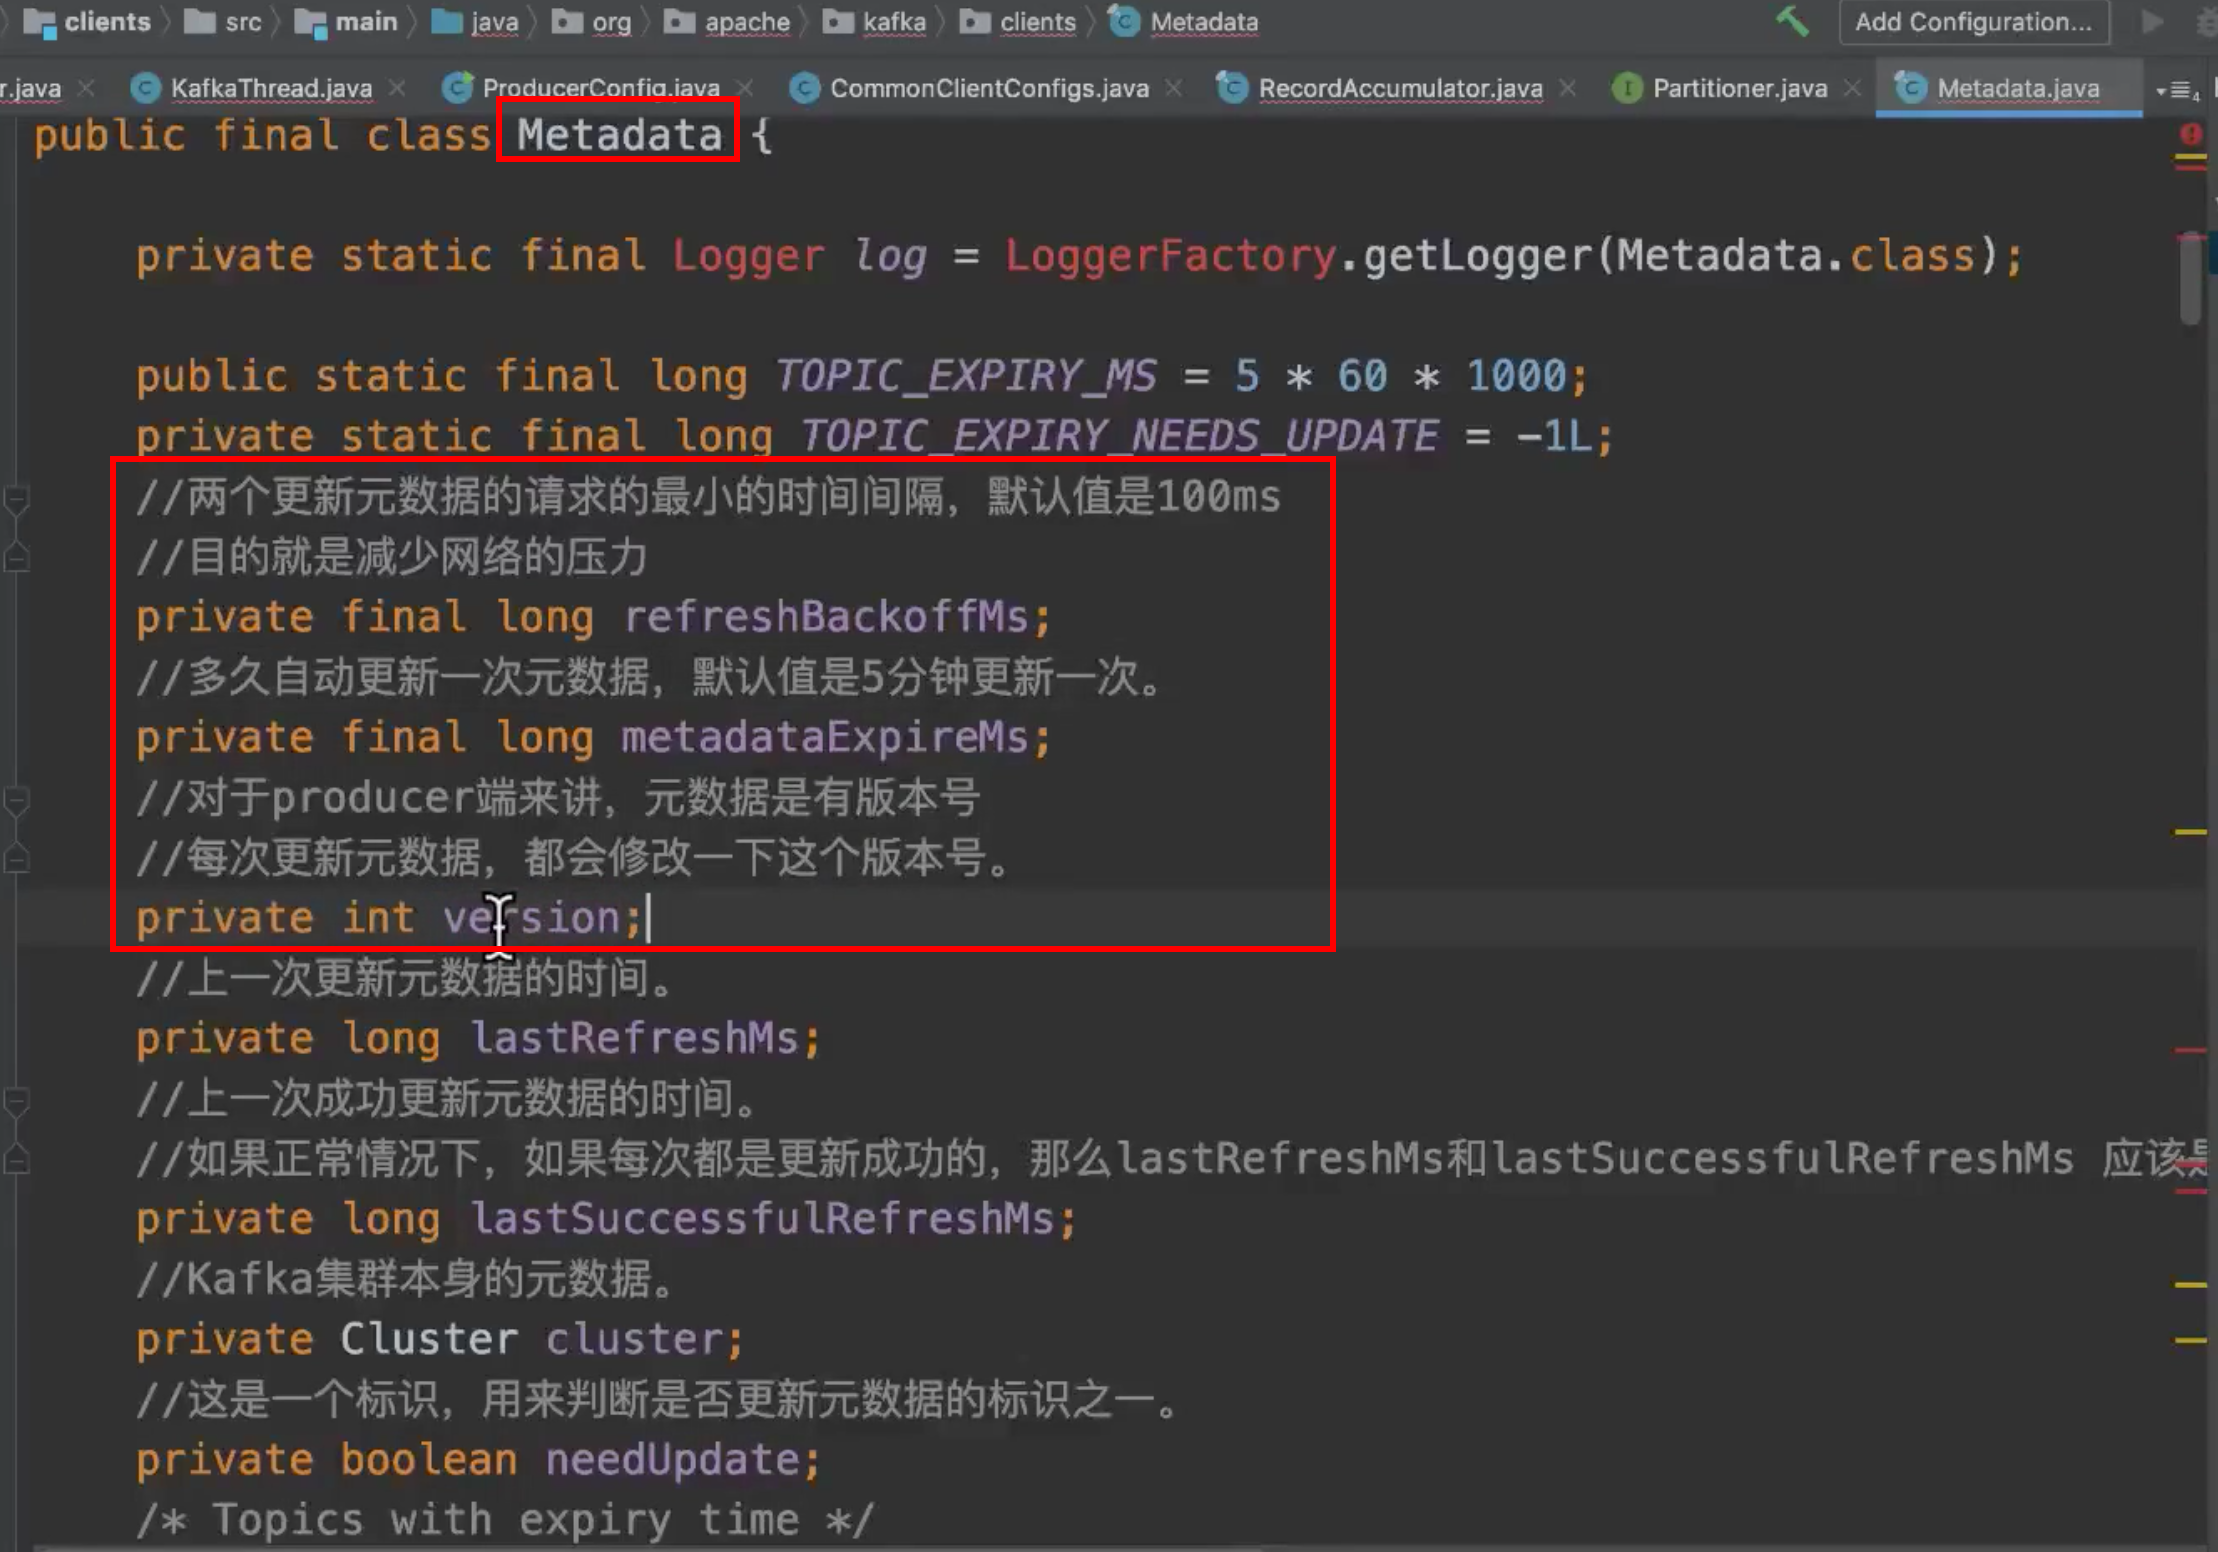 clients src main java org apache kafka clients Metadata Add Configuration...
r.java KafkaThread.java ProducerConfig.java CommonClientConfigs.java RecordAccumulator.java Partitioner.java Metadata.java
public final class Metadata {
private static final Logger log = LoggerFactory.getLogger(Metadata.class);
public static final long TOPIC_EXPIRY_MS = 5 * 60 * 1000;
private static final long TOPIC_EXPIRY_NEEDS_UPDATE = -1L;
//两个更新元数据的请求的最小的时间间隔，默认值是100ms
//目的就是减少网络的压力
private final long refreshBackoffMs;
//多久自动更新一次元数据，默认值是5分钟更新一次。
private final long metadataExpireMs;
//对于producer端来讲，元数据是有版本号
//每次更新元数据，都会修改一下这个版本号。
private int version;
//上一次更新元数据的时间。
private long lastRefreshMs;
//上一次成功更新元数据的时间。
//如果正常情况下，如果每次都是更新成功的，那么lastRefreshMs和lastSuccessfulRefreshMs 应该是
private long lastSuccessfulRefreshMs;
//Kafka集群本身的元数据。
private Cluster cluster;
//这是一个标识，用来判断是否更新元数据的标识之一。
private boolean needUpdate;
/* Topics with expiry time */